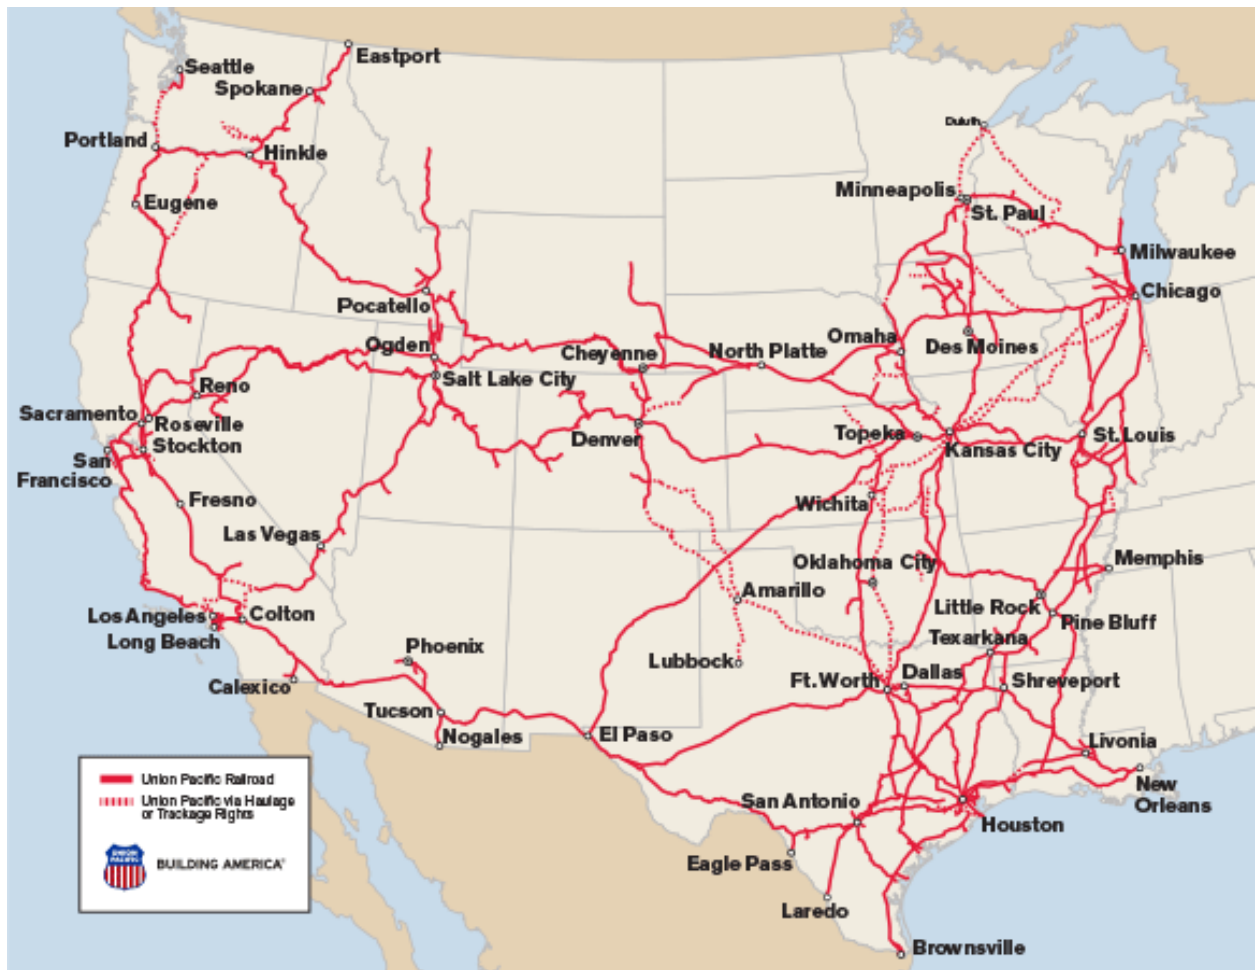 Eastport
Seattle
Spokane
Duluth
Portland
Hinkle
Minneapolis
St. Paul
Eugene
Milwaukee
Pocatello
Chicago
Ogden
Cheyenne
North Platte
Omaha
Des Moines
Salt Lake City
Reno
Sacramento
Roseville
Denver
Topeka
St. Louis
Stockton
Kansas City
San
Francisco
Fresno
Wichita
Las Vegas
Oklahoma City
Memphis
Amarillo
Los Angeles
Colton
Little Rock
Pine Bluff
Long Beach
Texarkana
Phoenix
Lubbock
Calexico
Ft. Worth
Dallas
Shreveport
Tucson
Nogales
El Paso
Livonia
New
Orleans
San Antonio
Houston
Eagle Pass
Laredo
Brownsville
Union Pacific Railroad
Union Pacific via Haulage
or Trackage Rights
UNION
PACIFIC
BUILDING AMERICA®